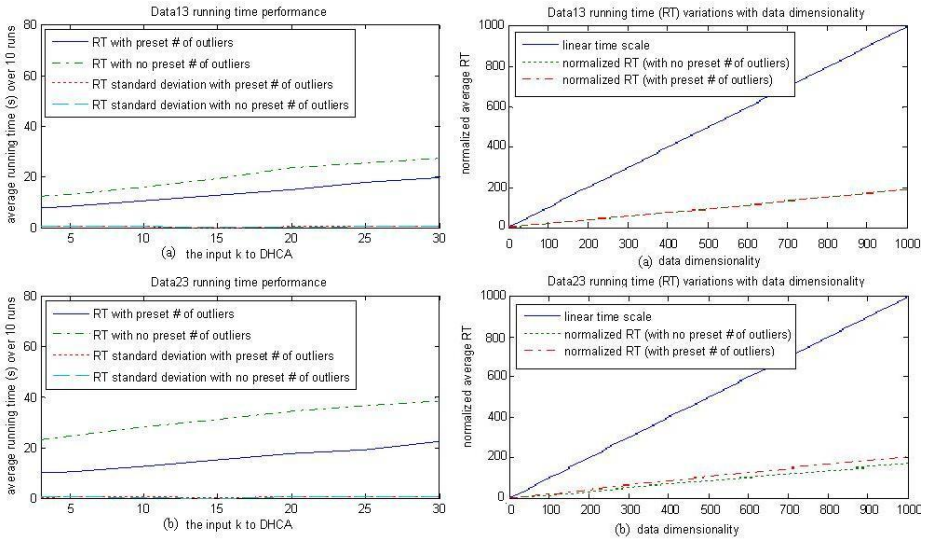 Data13 running time performance
average running time (s) over 10 runs
80
60
40
20
0
RT with preset # of outliers
RT with no preset # of outliers
RT standard deviation with preset # of outliers
RT standard deviation with no preset # of outliers
5 10 15 20 25 30
(a) the input k to DHCA
Data13 running time (RT) variations with data dimensionality
normalized average RT
1000
800
600
400
200
0
linear time scale
normalized RT (with no preset # of outliers)
normalized RT (with preset # of outliers)
0 100 200 300 400 500 600 700 800 900 1000
(a) data dimensionality
Data23 running time performance
average running time (s) over 10 runs
80
60
40
20
0
RT with preset # of outliers
RT with no preset # of outliers
RT standard deviation with preset # of outliers
RT standard deviation with no preset # of outliers
5 10 15 20 25 30
(b) the input k to DHCA
Data23 running time (RT) variations with data dimensionality
normalized average RT
1000
800
600
400
200
0
linear time scale
normalized RT (with no preset # of outliers)
normalized RT (with preset # of outliers)
0 100 200 300 400 500 600 700 800 900 1000
(b) data dimensionality